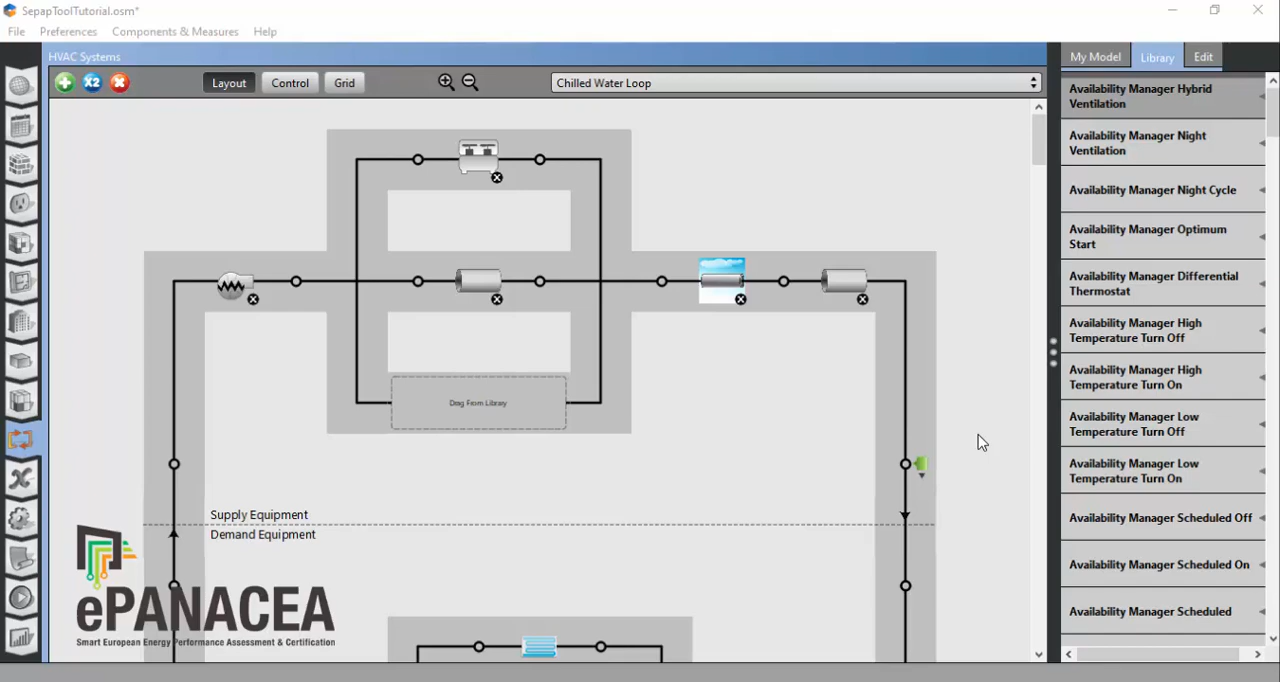 SepapToolTutorial.osm*
File Preferences Components & Measures Help
HVAC Systems
My Model Library Edit
X2 Layout Control Grid Chilled Water Loop
Availability Manager Hybrid
Ventilation
Availability Manager Night
Ventilation
Availability Manager Night Cycle
Availability Manager Optimum
Start
Availability Manager Differential
Thermostat
Availability Manager High
Temperature Turn Off
Availability Manager High
Temperature Turn On
Availability Manager Low
Temperature Turn Off
Availability Manager Low
Temperature Turn On
Availability Manager Scheduled Off
Availability Manager Scheduled On
Availability Manager Scheduled
Drag From Library
Supply Equipment
Demand Equipment
ePANACEA
Smart European Energy Performance Assessment & Certification